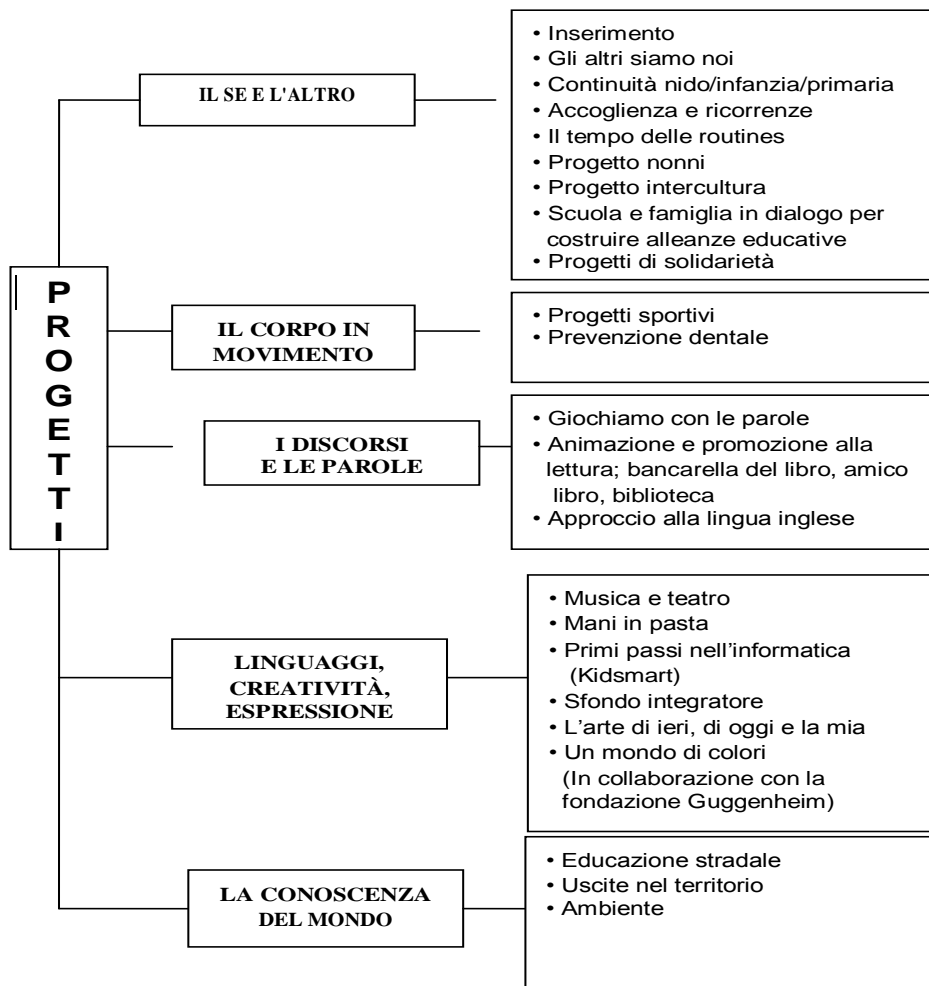 IL SE E L'ALTRO
• Inserimento
• Gli altri siamo noi
• Continuità nido/infanzia/primaria
• Accoglienza e ricorrenze
• Il tempo delle routines
• Progetto nonni
• Progetto intercultura
• Scuola e famiglia in dialogo per
costruire alleanze educative
• Progetti di solidarietà
P
R
O
G
E
T
T
I
IL CORPO IN
MOVIMENTO
• Progetti sportivi
• Prevenzione dentale
I DISCORSI
E LE PAROLE
• Giochiamo con le parole
• Animazione e promozione alla
lettura; bancarella del libro, amico
libro, biblioteca
• Approccio alla lingua inglese
LINGUAGGI,
CREATIVITÀ,
ESPRESSIONE
• Musica e teatro
• Mani in pasta
• Primi passi nell’informatica
(Kidsmart)
• Sfondo integratore
• L’arte di ieri, di oggi e la mia
• Un mondo di colori
(In collaborazione con la
fondazione Guggenheim)
LA CONOSCENZA
DEL MONDO
• Educazione stradale
• Uscite nel territorio
• Ambiente